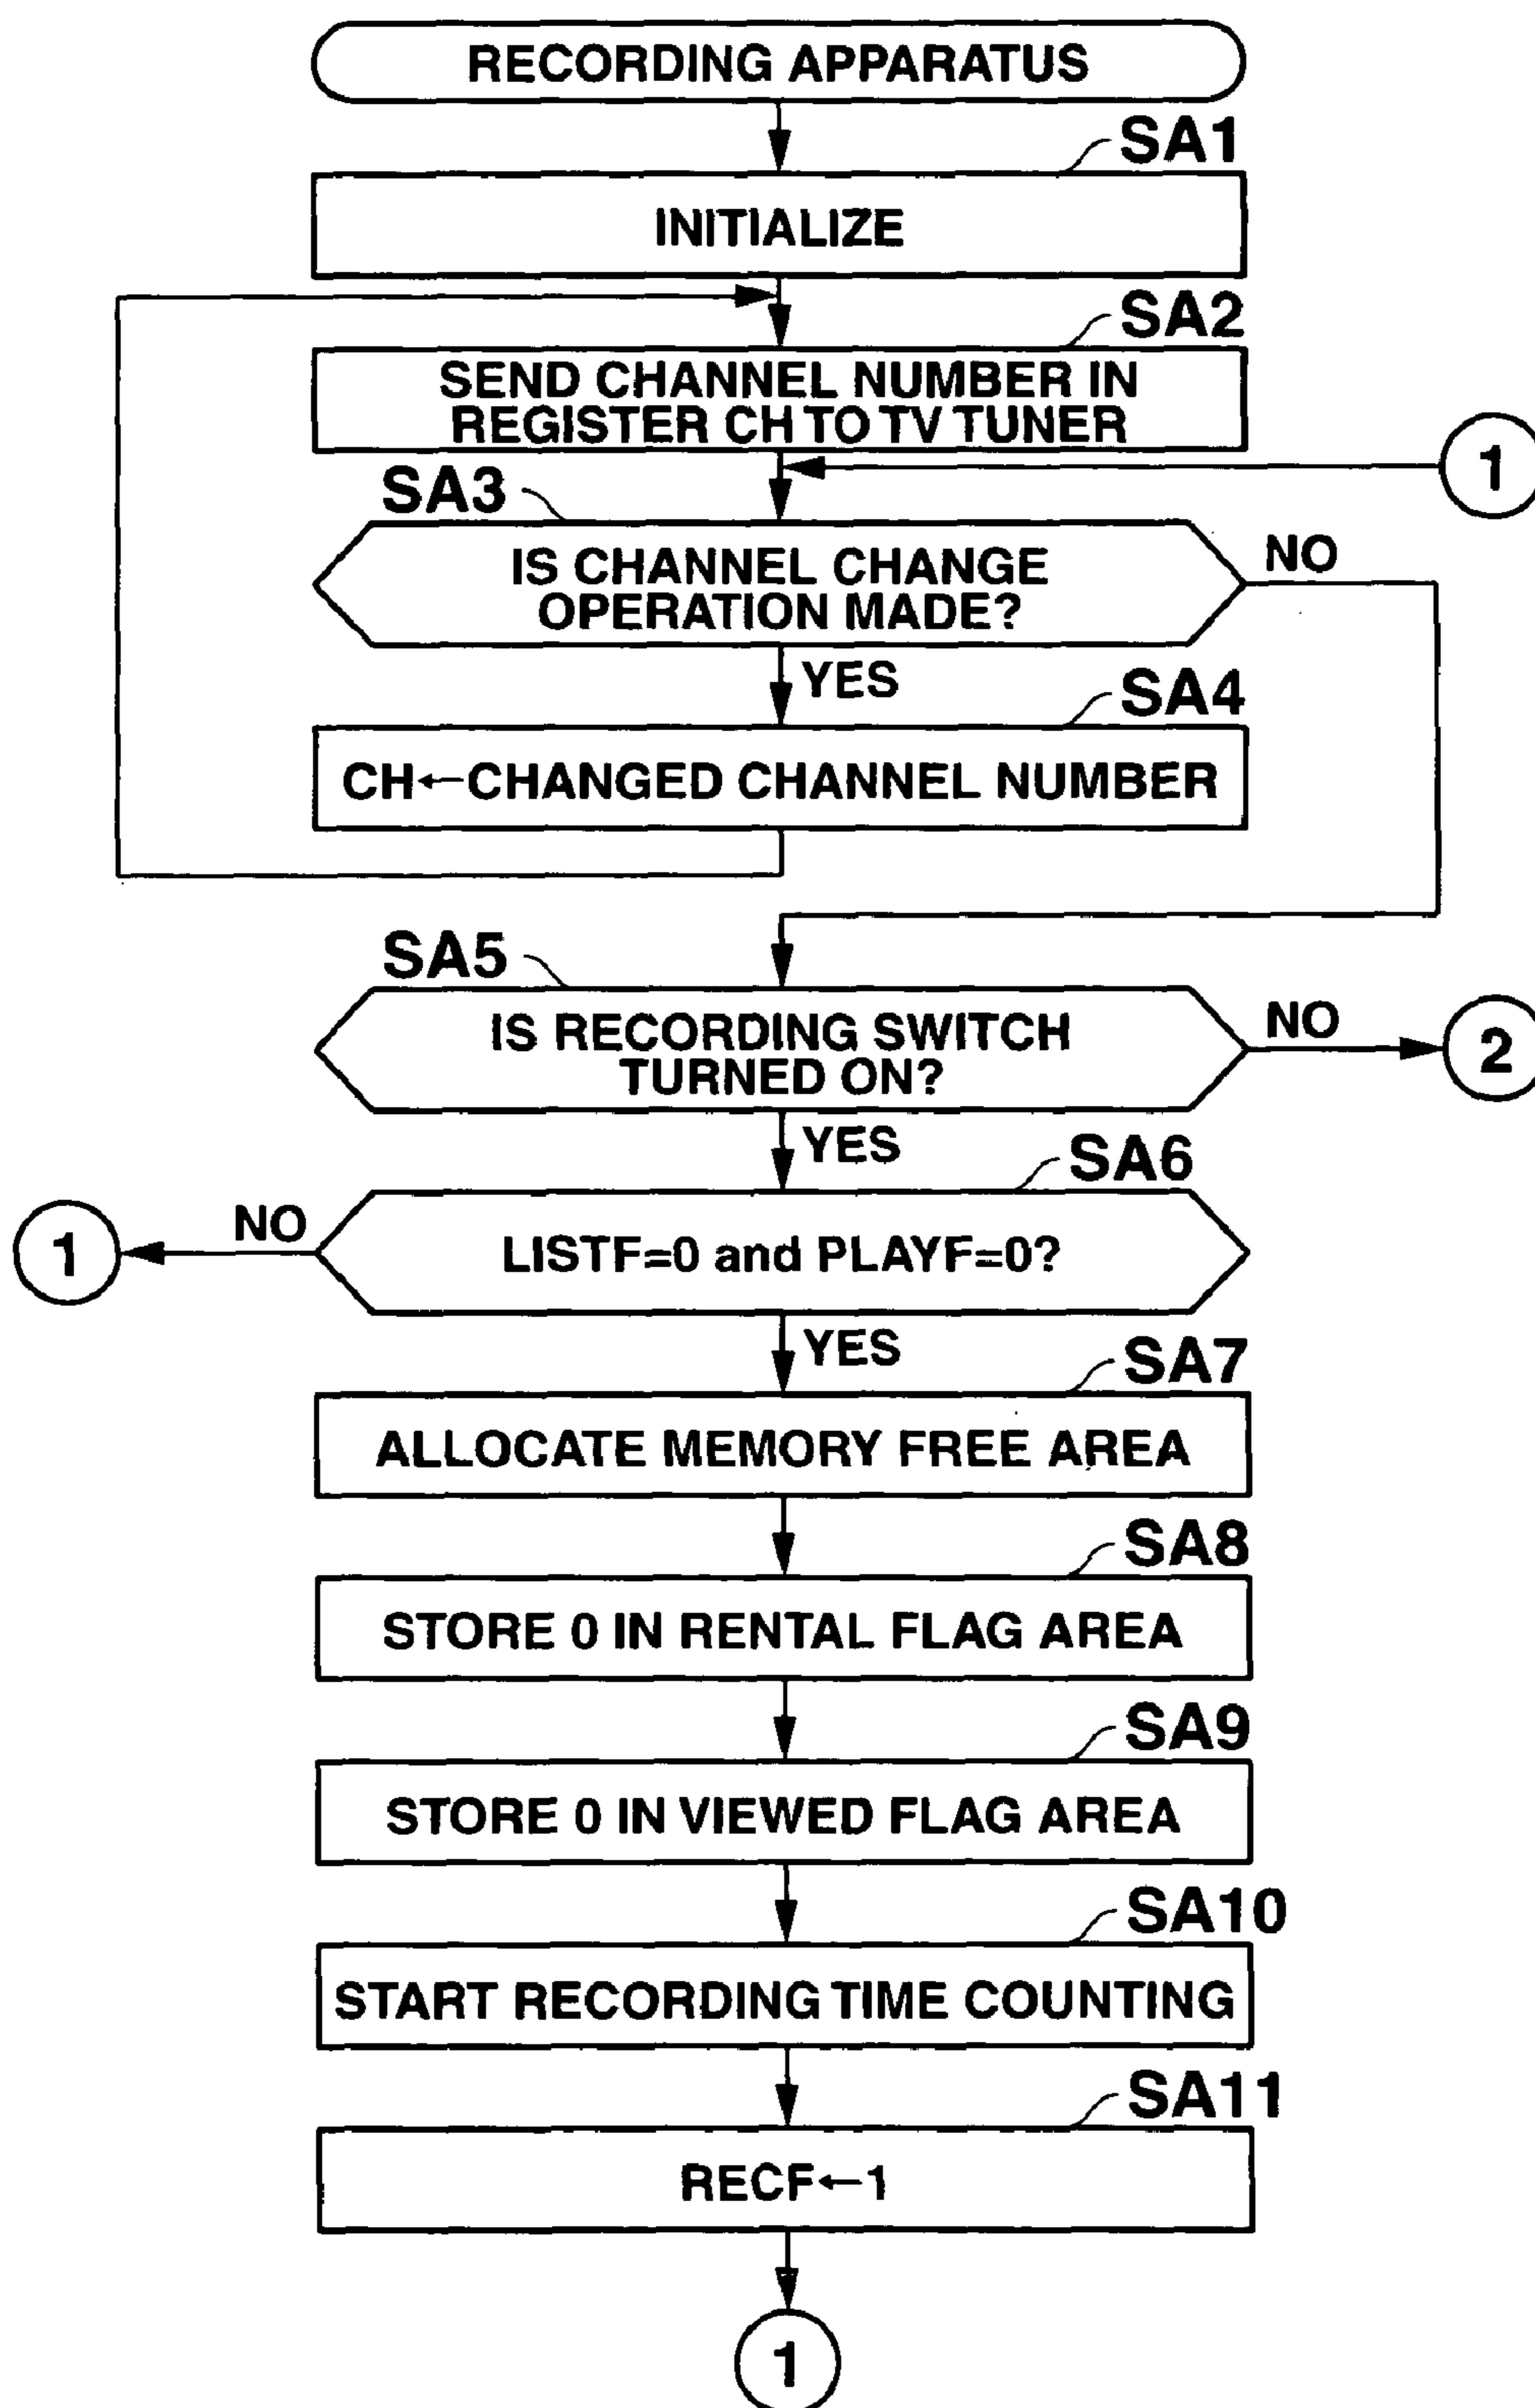 RECORDING APPARATUS
SA1
INITIALIZE
SA2
SEND CHANNEL NUMBER IN
REGISTER CH TO TV TUNER
1
SA3
IS CHANNEL CHANGE
OPERATION MADE?
NO
YES
SA4
CH←CHANGED CHANNEL NUMBER
SA5
IS RECORDING SWITCH
TURNED ON?
NO
2
YES
SA6
1
NO
LISTF=0 and PLAYF=0?
YES
SA7
ALLOCATE MEMORY FREE AREA
SA8
STORE 0 IN RENTAL FLAG AREA
SA9
STORE 0 IN VIEWED FLAG AREA
SA10
START RECORDING TIME COUNTING
SA11
RECF←1
1